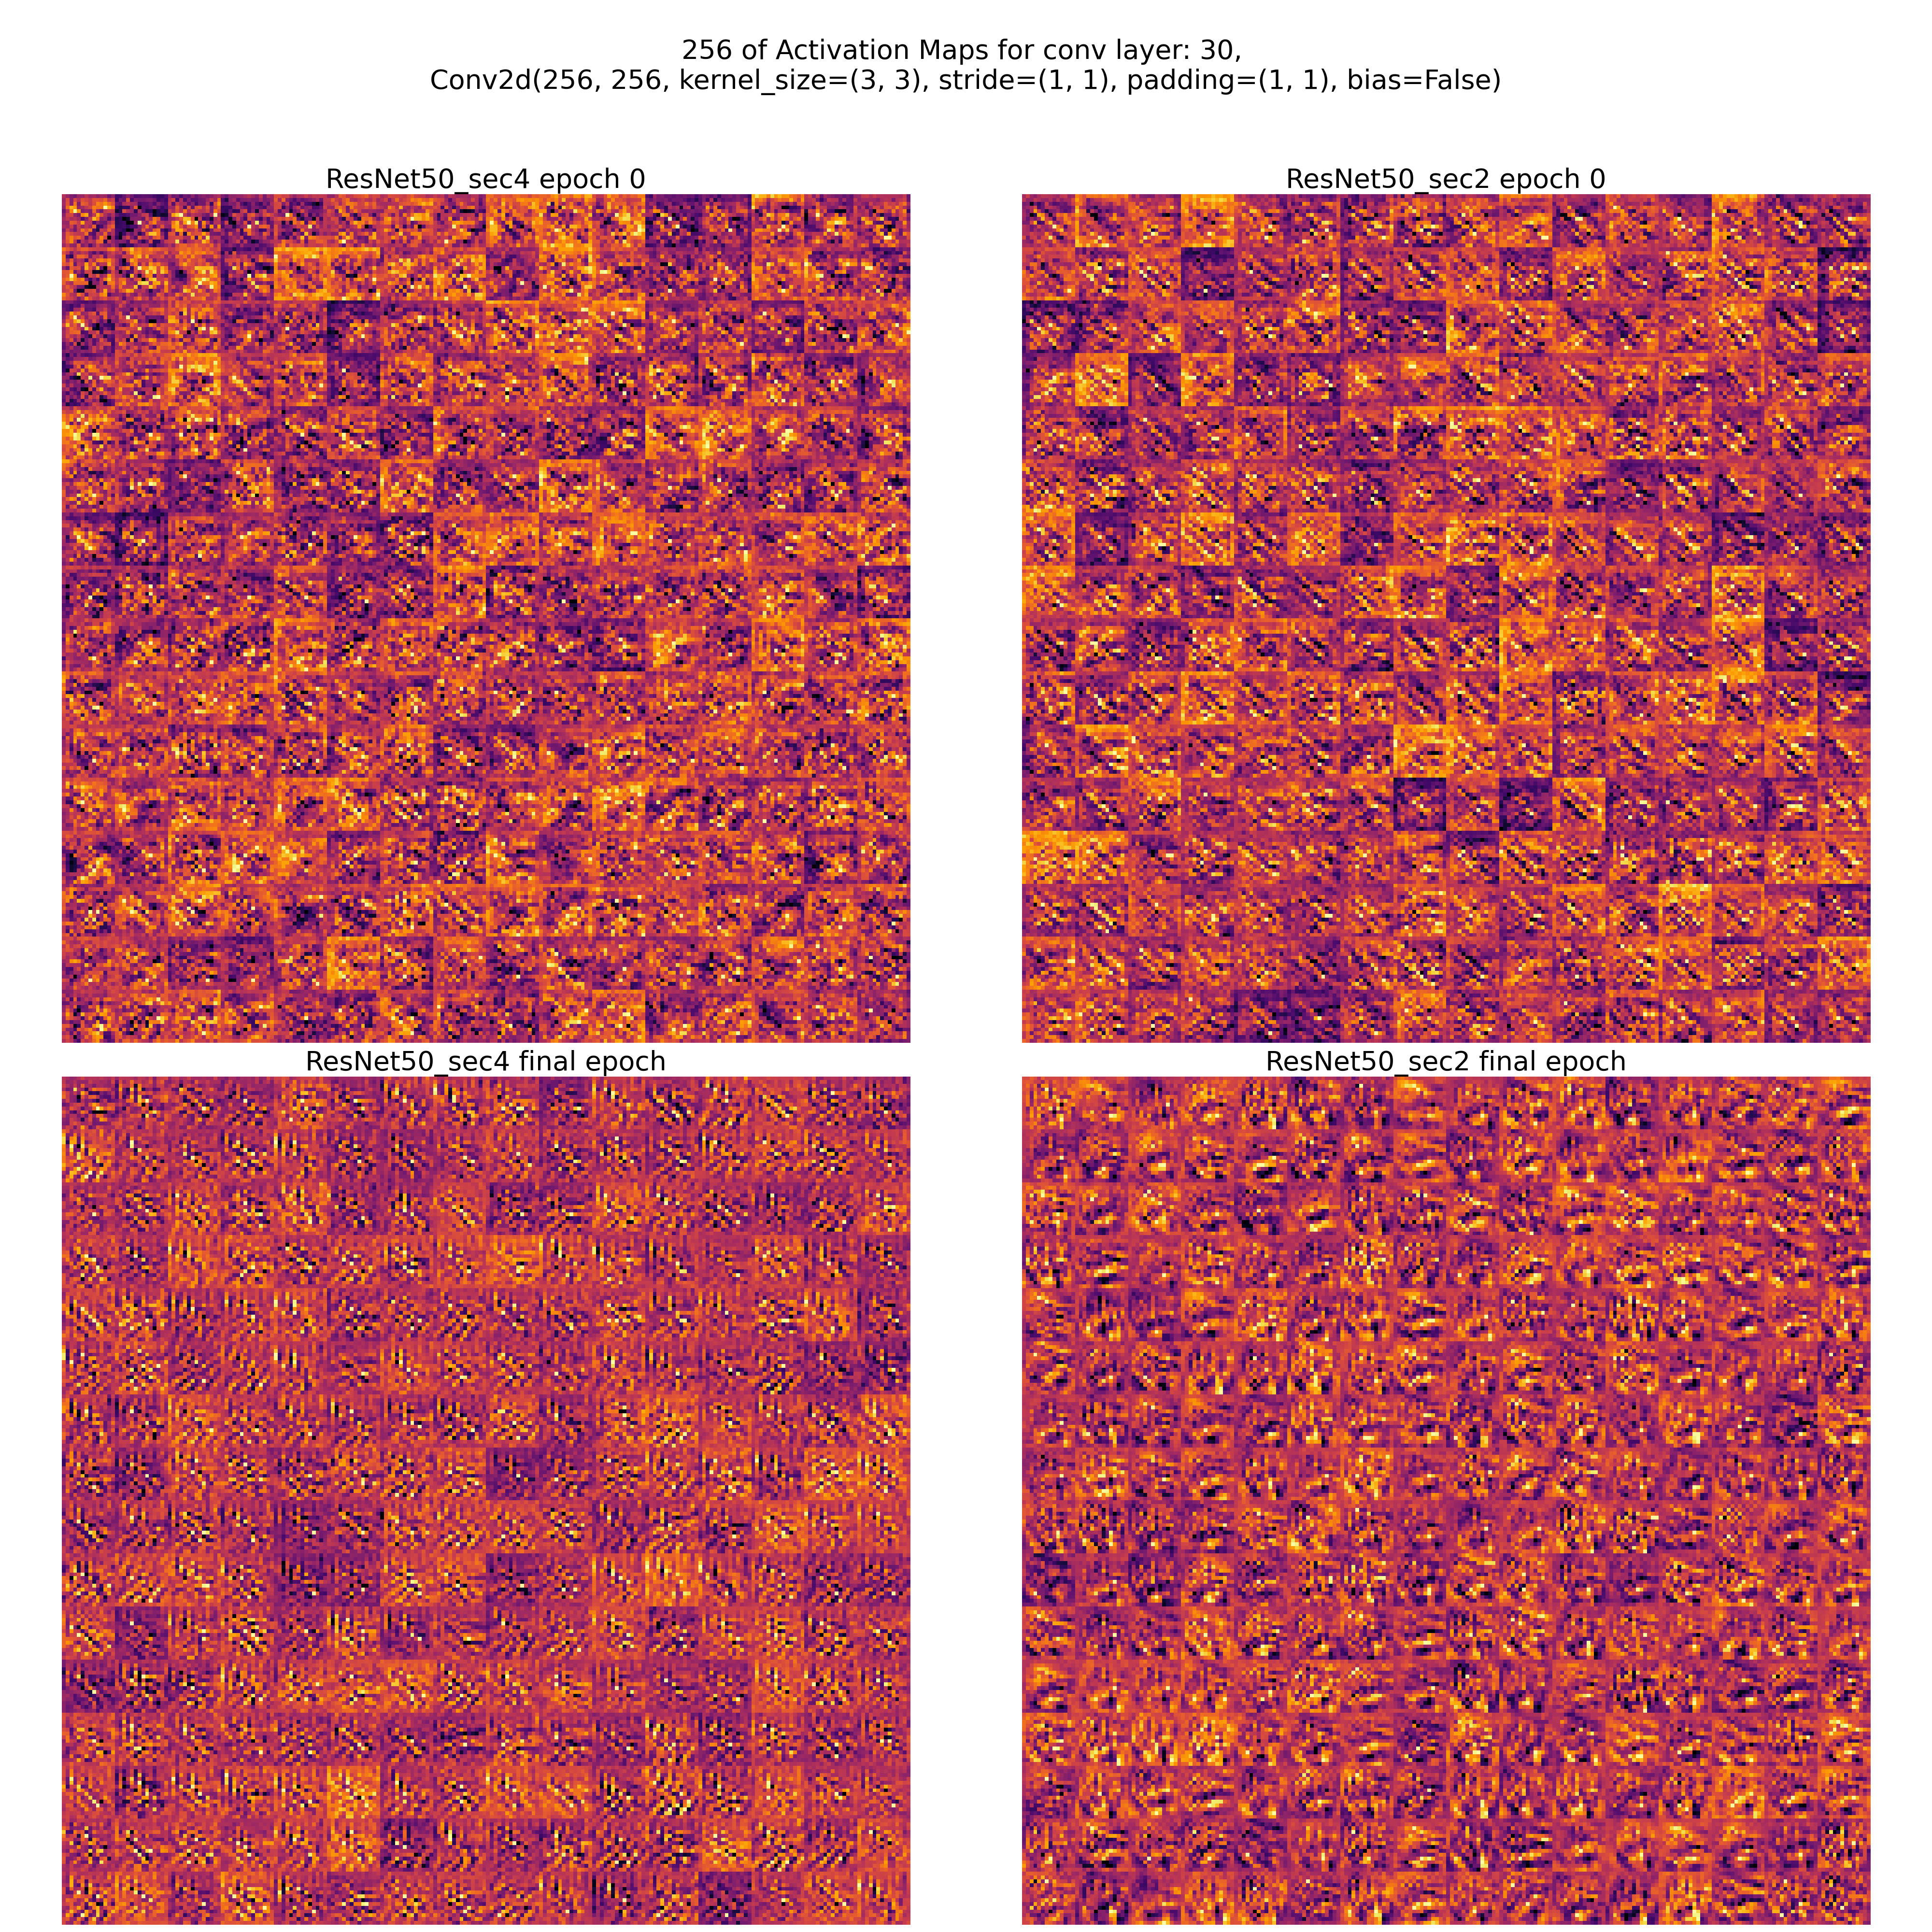 256 of Activation Maps for conv layer: 30,
Conv2d(256, 256, kernel_size=(3, 3), stride=(1, 1), padding=(1, 1), bias=False)
ResNet50_sec4 epoch 0
ResNet50_sec2 epoch 0
ResNet50_sec4 final epoch
ResNet50_sec2 final epoch